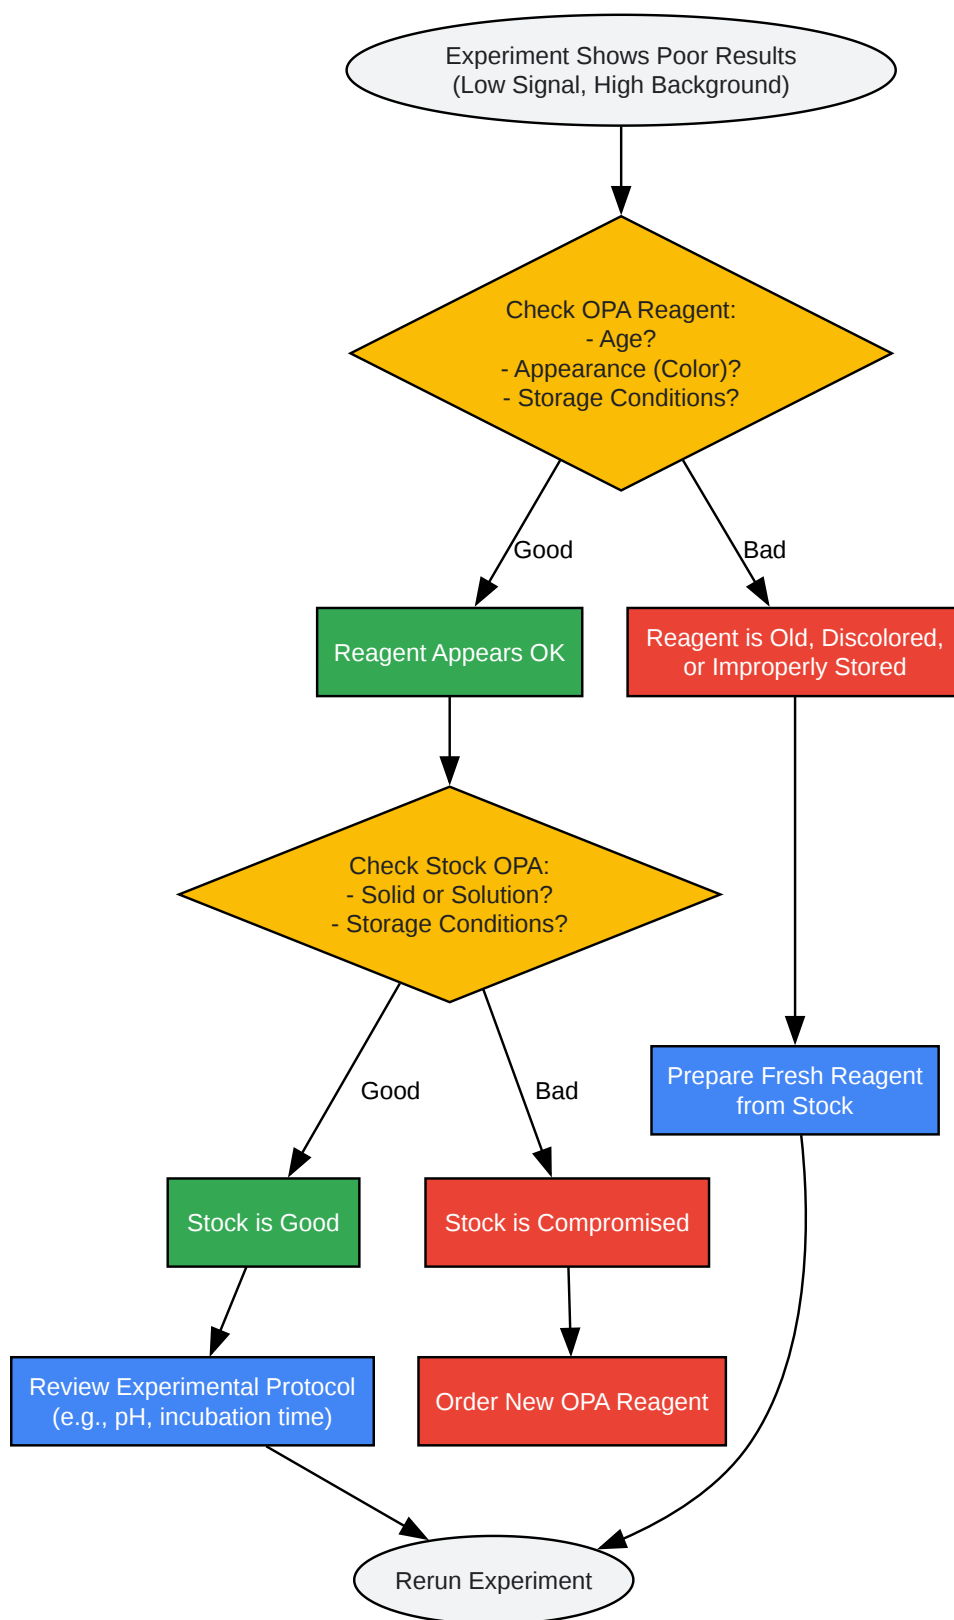 Experiment Shows Poor Results
(Low Signal, High Background)
Check OPA Reagent:
- Age?
- Appearance (Color)?
- Storage Conditions?
Good
Bad
Reagent Appears OK
Reagent is Old, Discolored,
or Improperly Stored
Check Stock OPA:
- Solid or Solution?
- Storage Conditions?
Good
Bad
Prepare Fresh Reagent
from Stock
Stock is Good
Stock is Compromised
Review Experimental Protocol
(e.g., pH, incubation time)
Order New OPA Reagent
Rerun Experiment